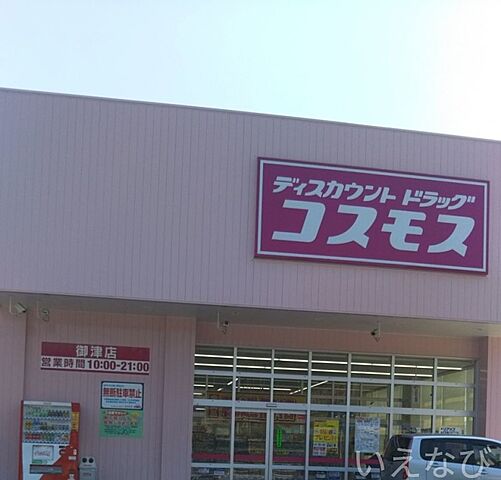 ディスカウント ドラッグ
コスモス
御津店
営業時間 10:00-21:00
無断駐車禁止
いえなび